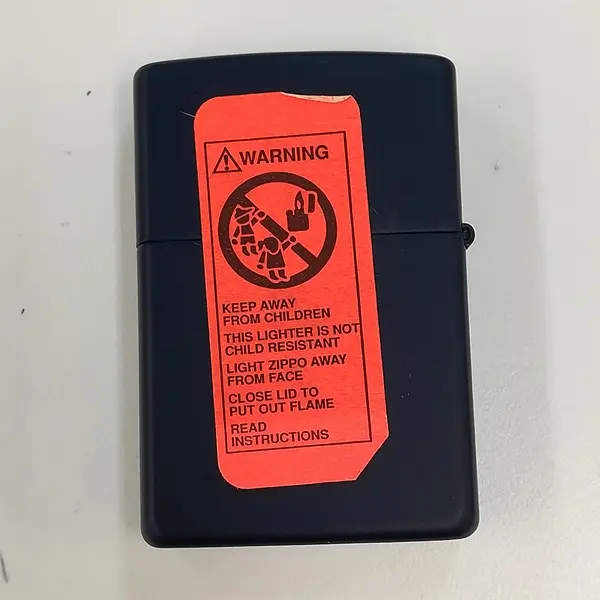 WARNING
KEEP AWAY
FROM CHILDREN
THIS LIGHTER IS NOT
CHILD RESISTANT
LIGHT ZIPPO AWAY
FROM FACE
CLOSE LID TO
PUT OUT FLAME
READ
INSTRUCTIONS